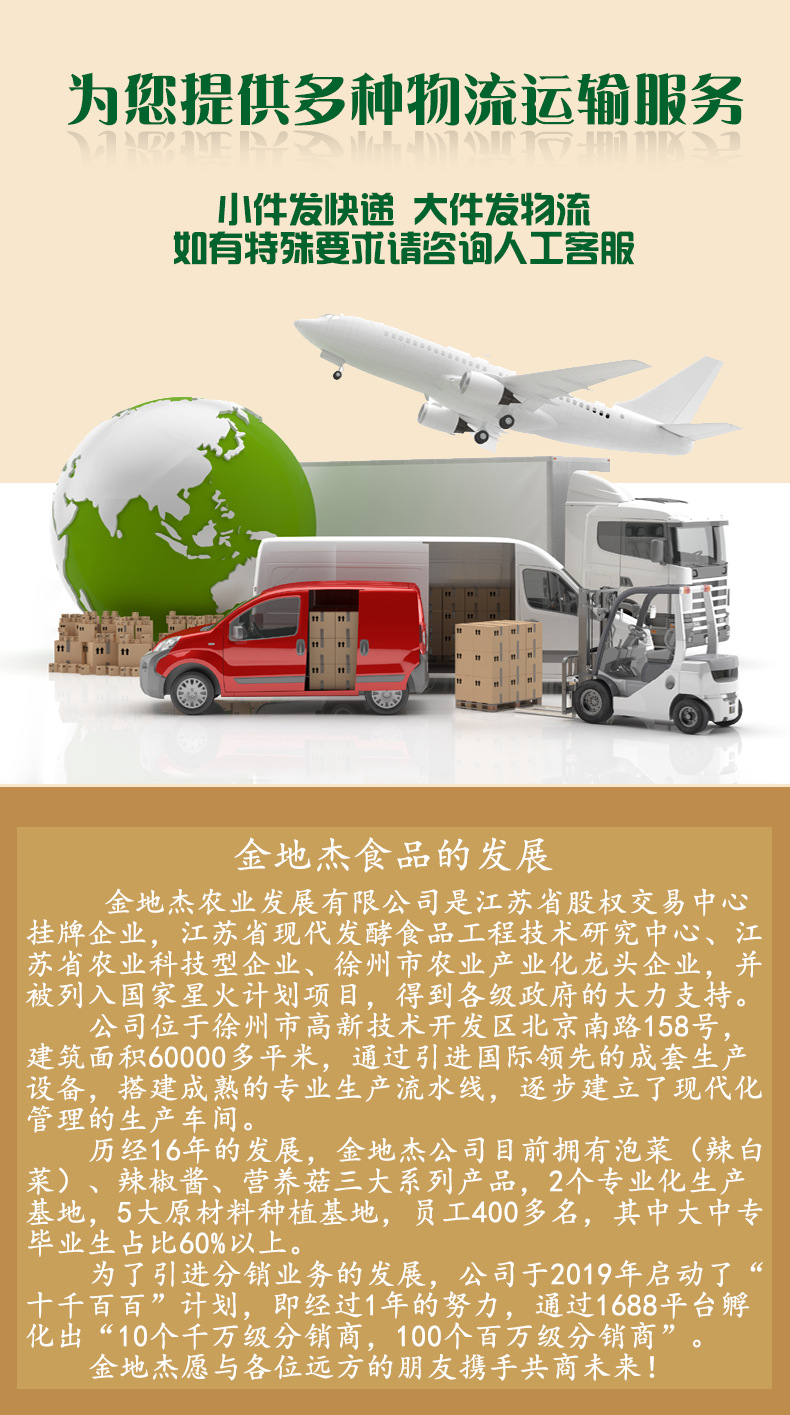 为您提供多种物流运输服务
小件发快递 大件发物流
如有特殊要求请咨询人工客服
金地杰食品的发展
金地杰农业发展有限公司是江苏省股权交易中心
挂牌企业，江苏省现代发酵食品工程技术研究中心、江
苏省农业科技型企业、徐州市农业产业化龙头企业，并
被列入国家星火计划项目，得到各级政府的大力支持。
公司位于徐州市高新技术开发区北京南路158号，
建筑面积60000多平米，通过引进国际领先的成套生产
设备，搭建成熟的专业生产流水线，逐步建立了现代化
管理的生产车间。
历经16年的发展，金地杰公司目前拥有泡菜（辣白
菜）、辣椒酱、营养菇三大系列产品，2个专业化生产
基地，5大原材料种植基地，员工400多名，其中大中专
毕业生占比60%以上。
为了引进分销业务的发展，公司于2019年启动了“
十千百百”计划，即经过1年的努力，通过1688平台孵
化出“10个千万级分销商，100个百万级分销商”。
金地杰愿与各位远方的朋友携手共商未来！